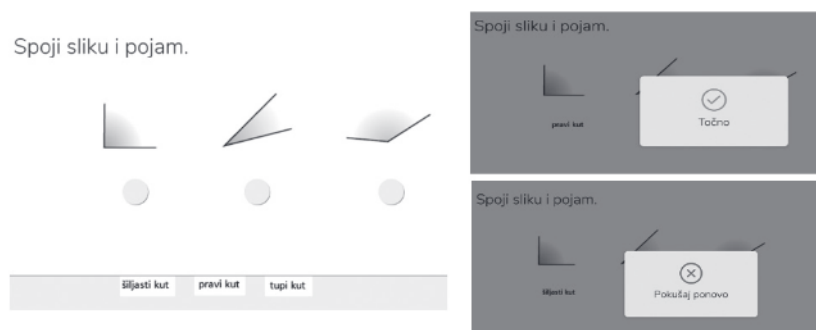 Spoji sliku i pojam.
šiljasti kut pravi kut tupi kut
Spoji sliku i pojam.
pravi kut
Točno
Spoji sliku i pojam.
šiljasti kut
Pokušaj ponovo